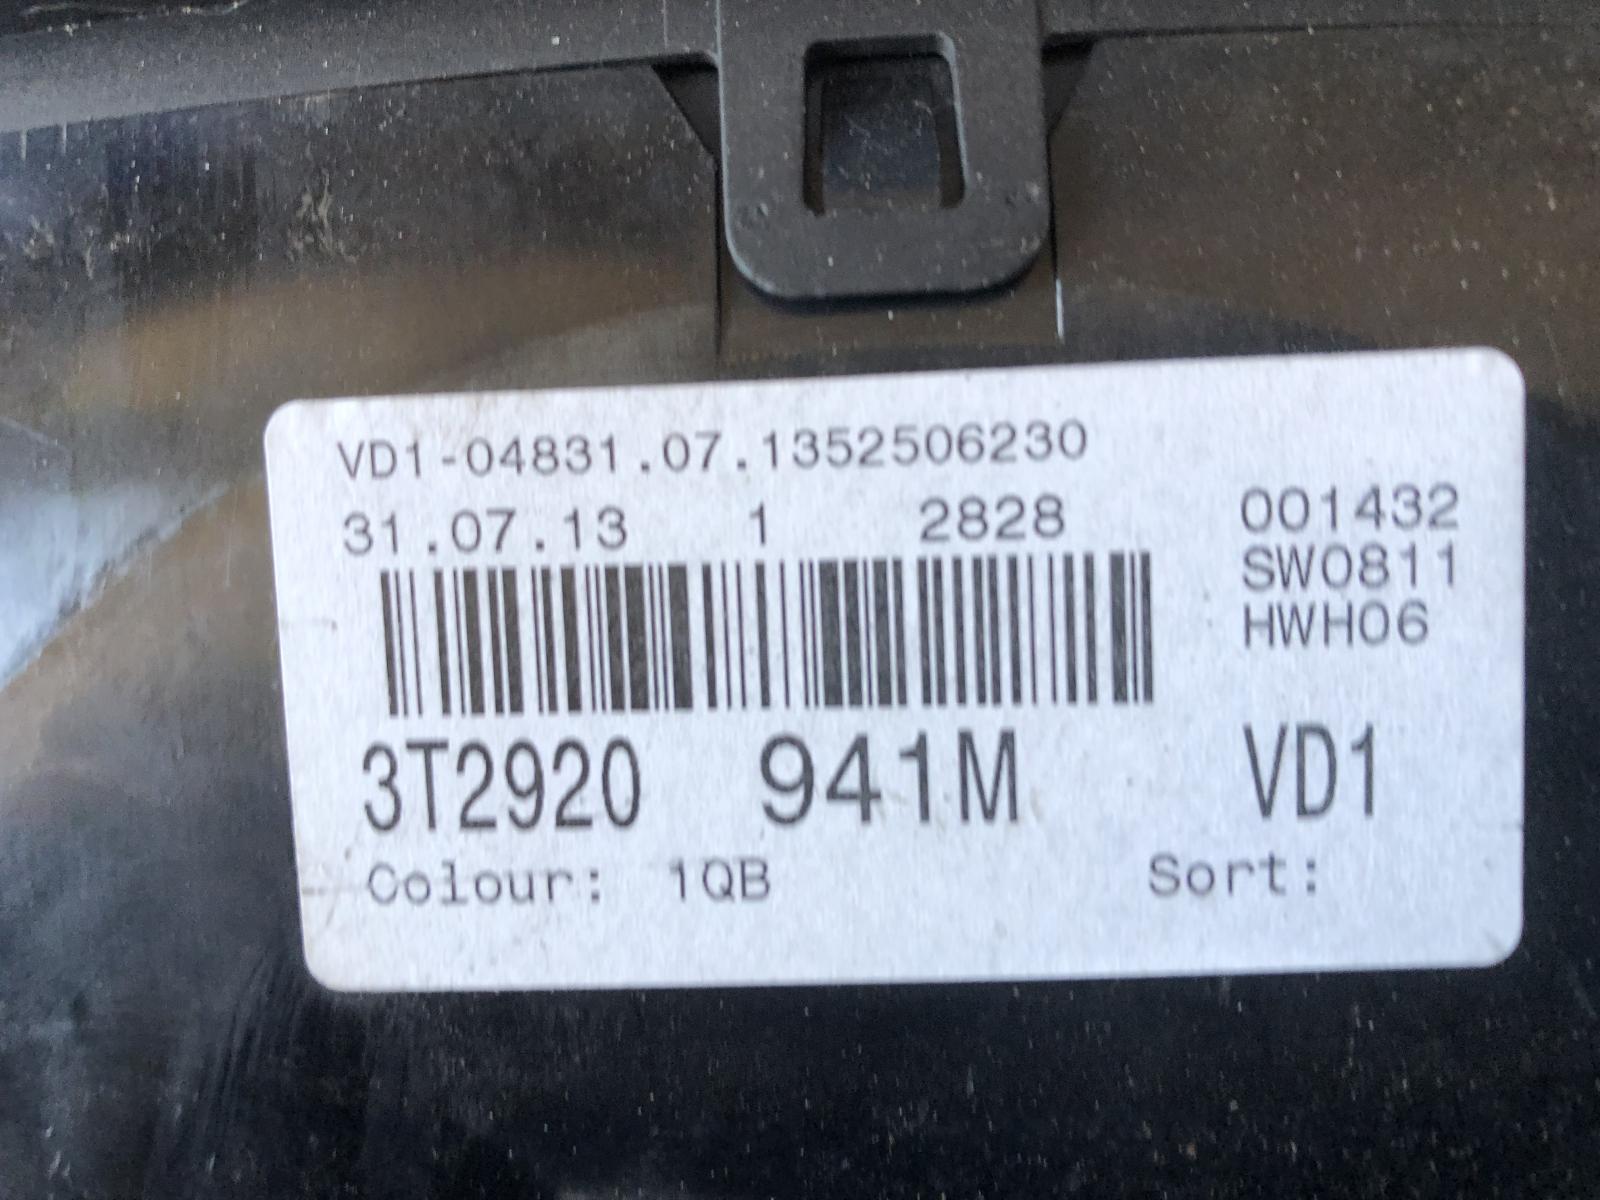 VD1-04831.07.1352506230
31.07.13 1 2828 001432
SW0811
HWH06
3T2920 941M VD1
Colour: 1QB Sort: